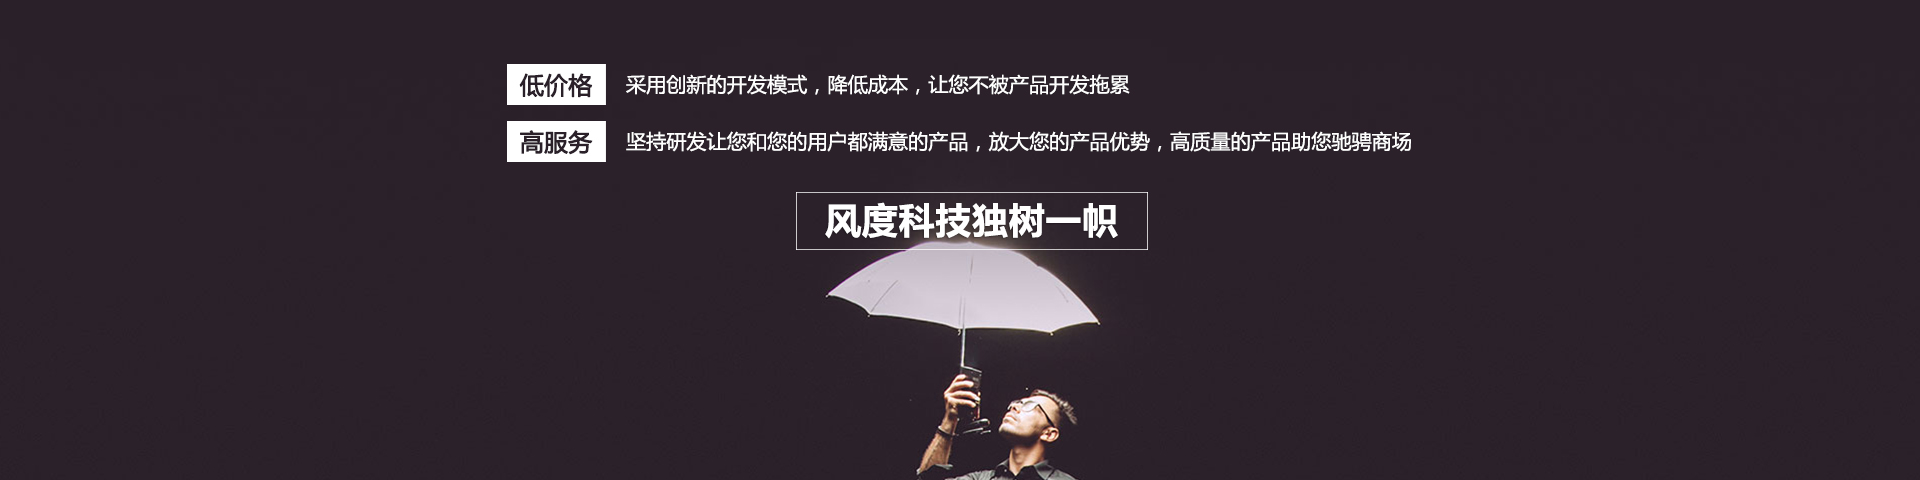 低价格 采用创新的开发模式，降低成本，让您不被产品开发拖累
高服务 坚持研发让您和您的用户都满意的产品，放大您的产品优势，高质量的产品助您驰骋商场
风度科技独树一帜